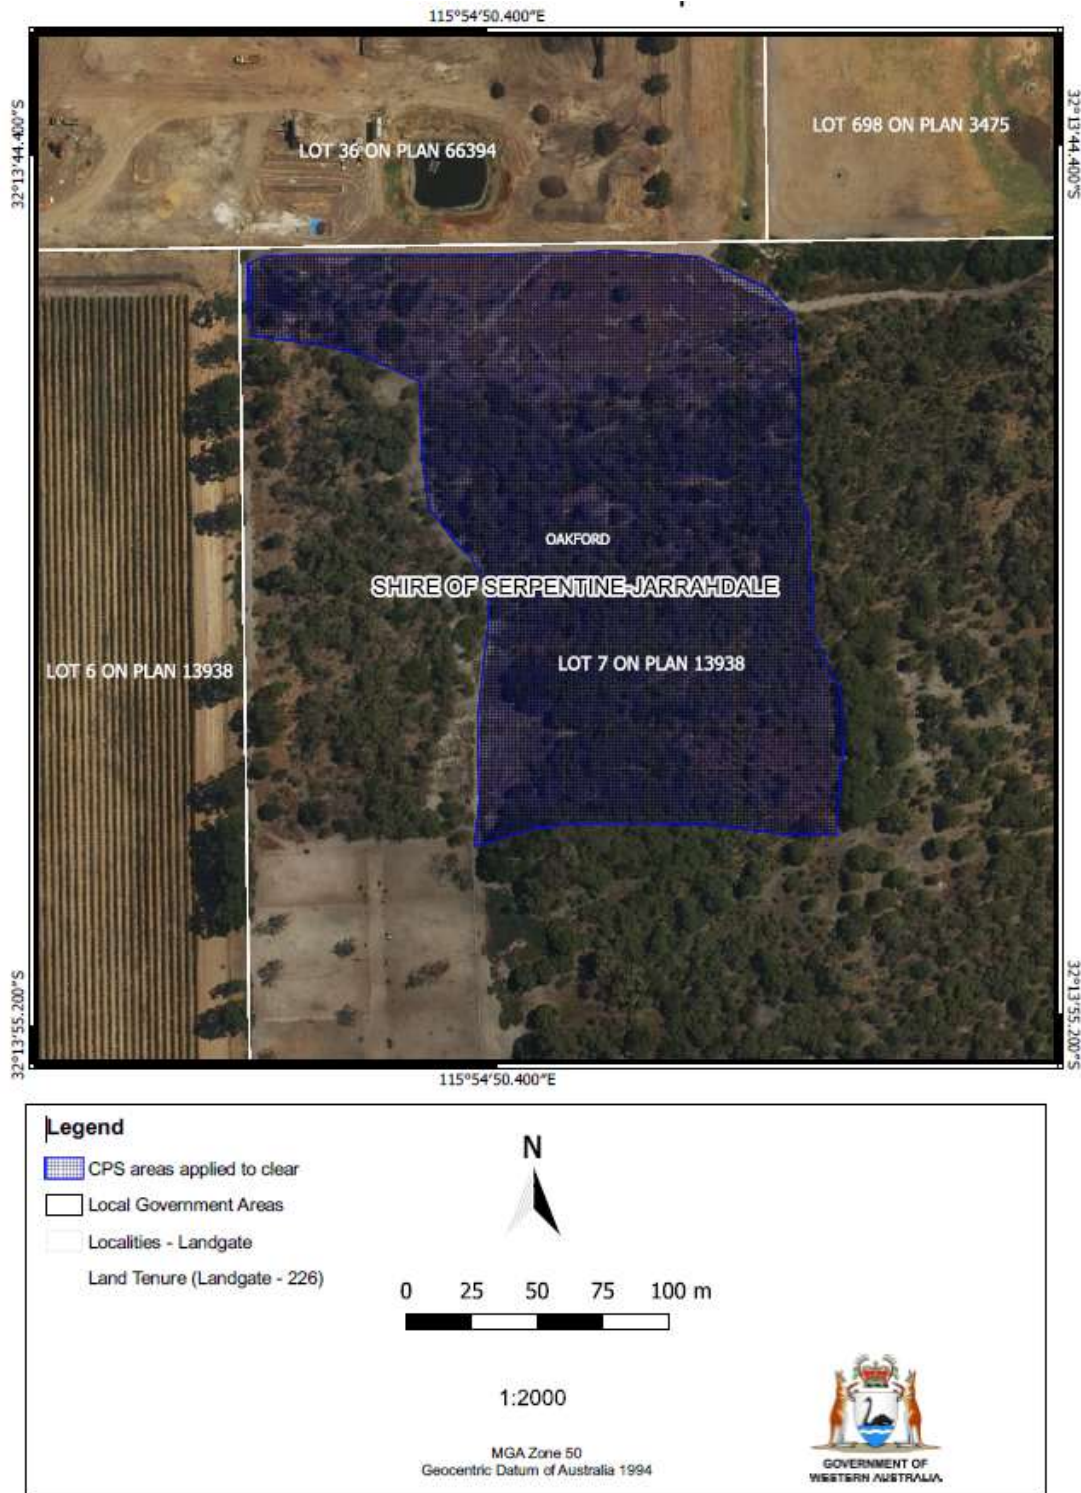 115°54'50.400"E
32°13'44.400"S
32°13'44.400"S
LOT 698 ON PLAN 3475
LOT 36 ON PLAN 66394
OAKFORD
SHIRE OF SERPENTINE-JARRAHDALE
LOT 6 ON PLAN 13938
LOT 7 ON PLAN 13938
32°13'55.200"S
32°13'55.200"S
115°54'50.400"E
Legend
CPS areas applied to clear
Local Government Areas
Localities - Landgate
Land Tenure (Landgate - 226)
N
0 25 50 75 100 m
1:2000
MGA Zone 50
Geocentric Datum of Australia 1994
GOVERNMENT OF
WESTERN AUSTRALIA